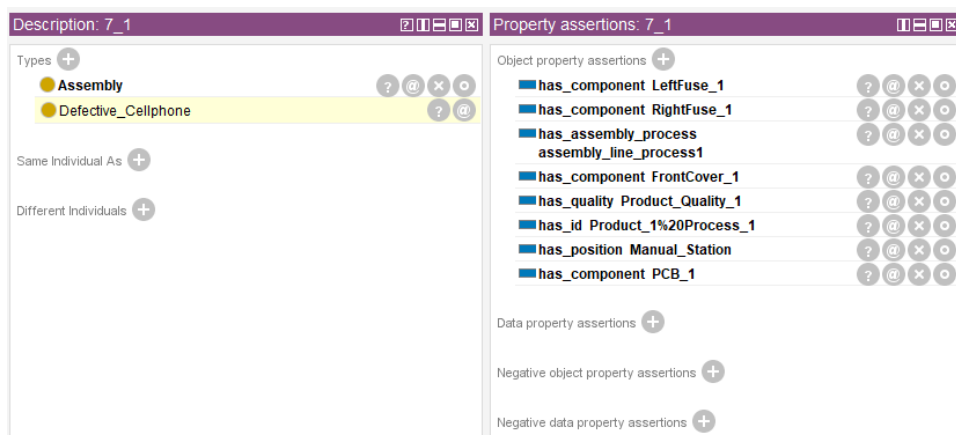 Description: 7_1
Types
Assembly
Defective_Cellphone
Same Individual As
Different Individuals
Property assertions: 7_1
Object property assertions
has_component LeftFuse_1
has_component RightFuse_1
has_assembly_process
assembly_line_process1
has_component FrontCover_1
has_quality Product_Quality_1
has_id Product_1%20Process_1
has_position Manual_Station
has_component PCB_1
Data property assertions
Negative object property assertions
Negative data property assertions